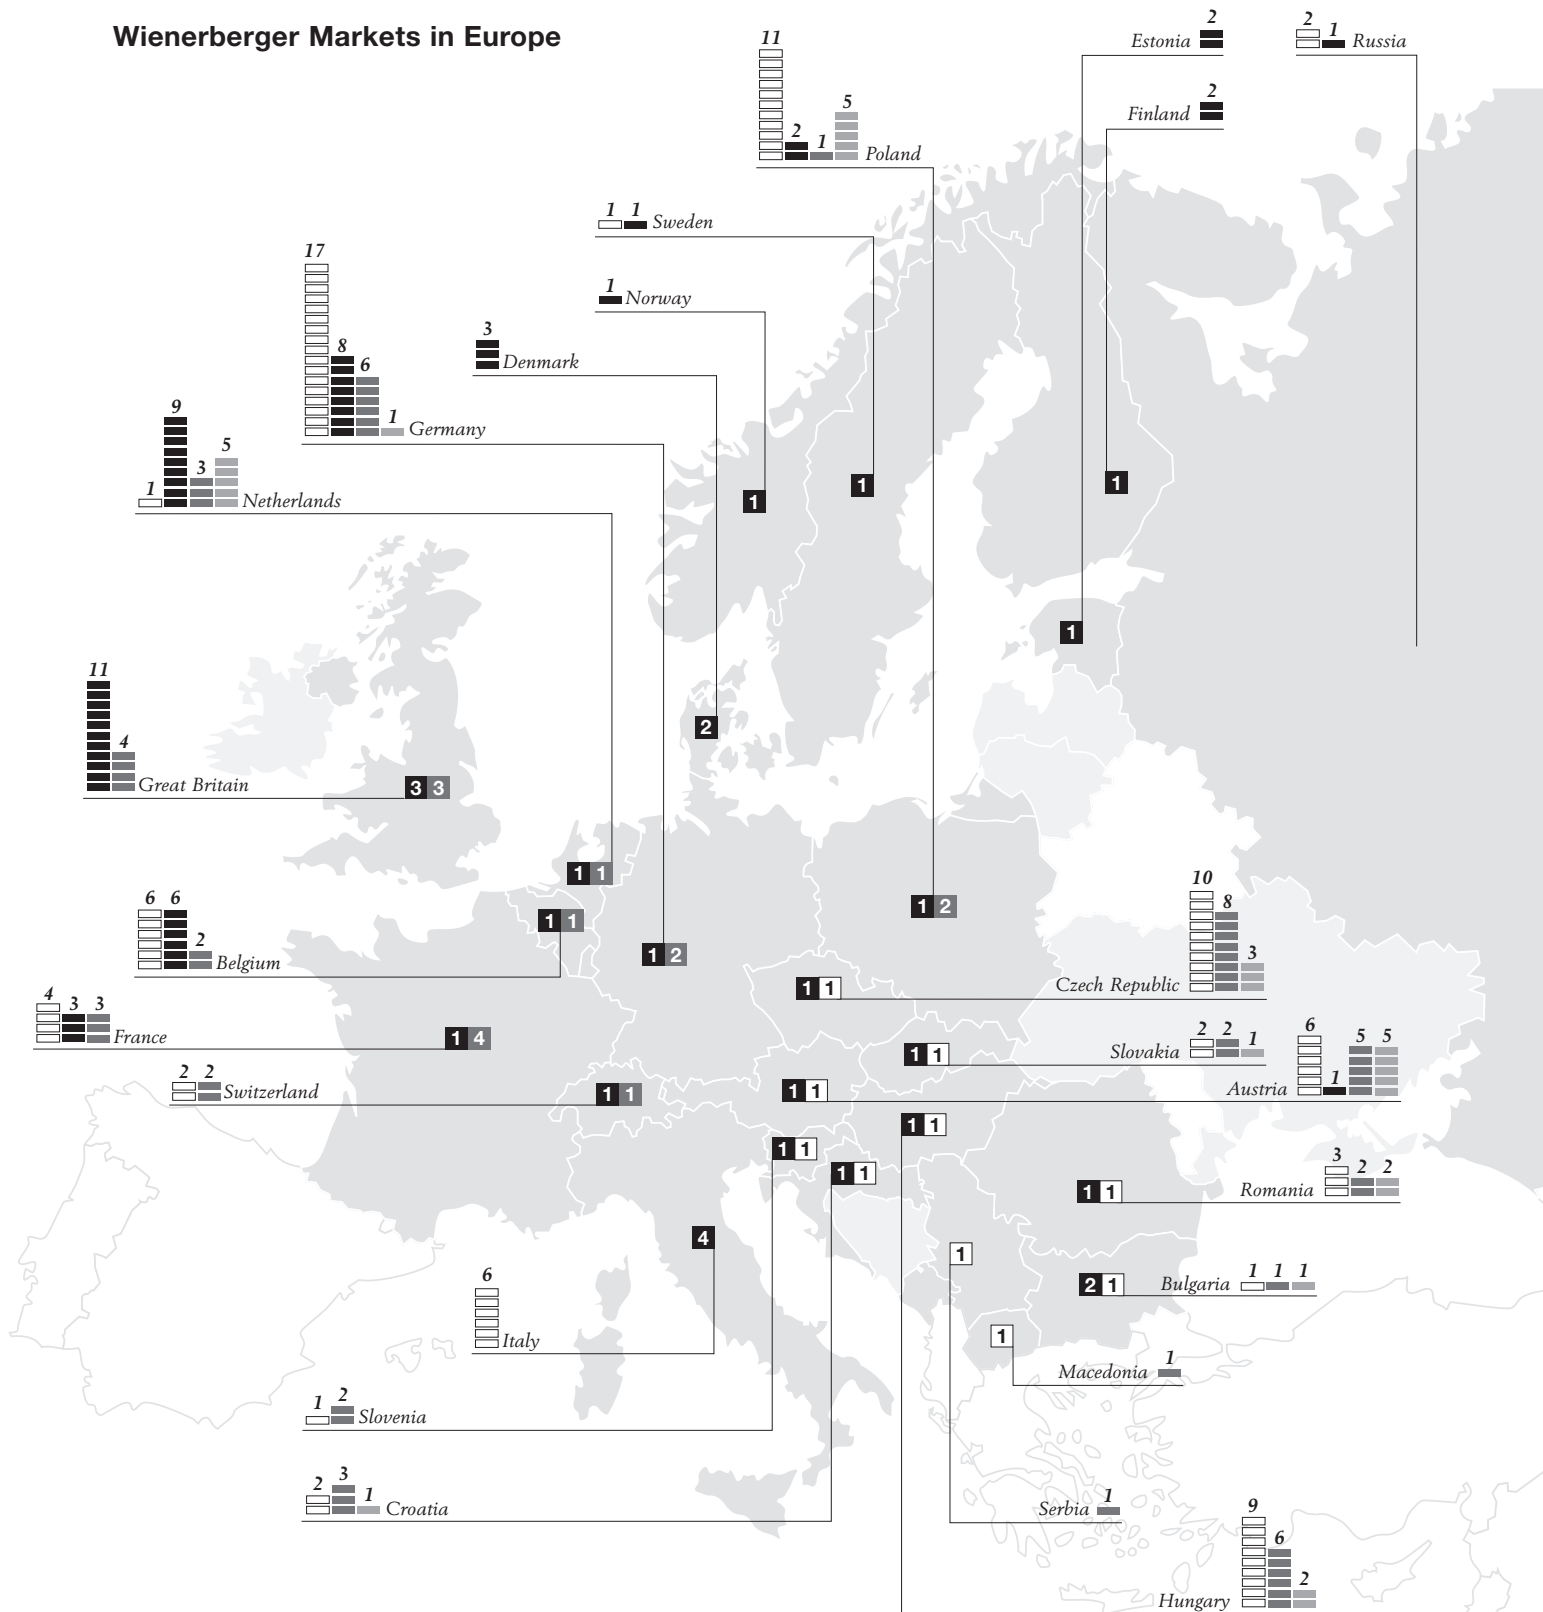 Wienerberger Markets in Europe
2
Estonia
2 1
Russia
2
Finland
11 2 1 5
Poland
1 1
Sweden
1
Norway
3
Denmark
17 8 6 1
Germany
1 9 3 5
Netherlands
1
1
1
1
2
11 4
Great Britain
3 3
1 1
6 6 2
Belgium
1 1
1 2
1 2
10 8 3
Czech Republic
1 1
4 3 3
France
1 4
2 2 1
Slovakia
1 1
2 2
Switzerland
1 1
6 1 5 5
Austria
1 1
1 1
1 1
1 1
3 2 2
Romania
1 1
4
1
6
Italy
1 1 1
Bulgaria
2 1
1
1
Macedonia
1 2
Slovenia
2 3 1
Croatia
1
Serbia
9 6 2
Hungary